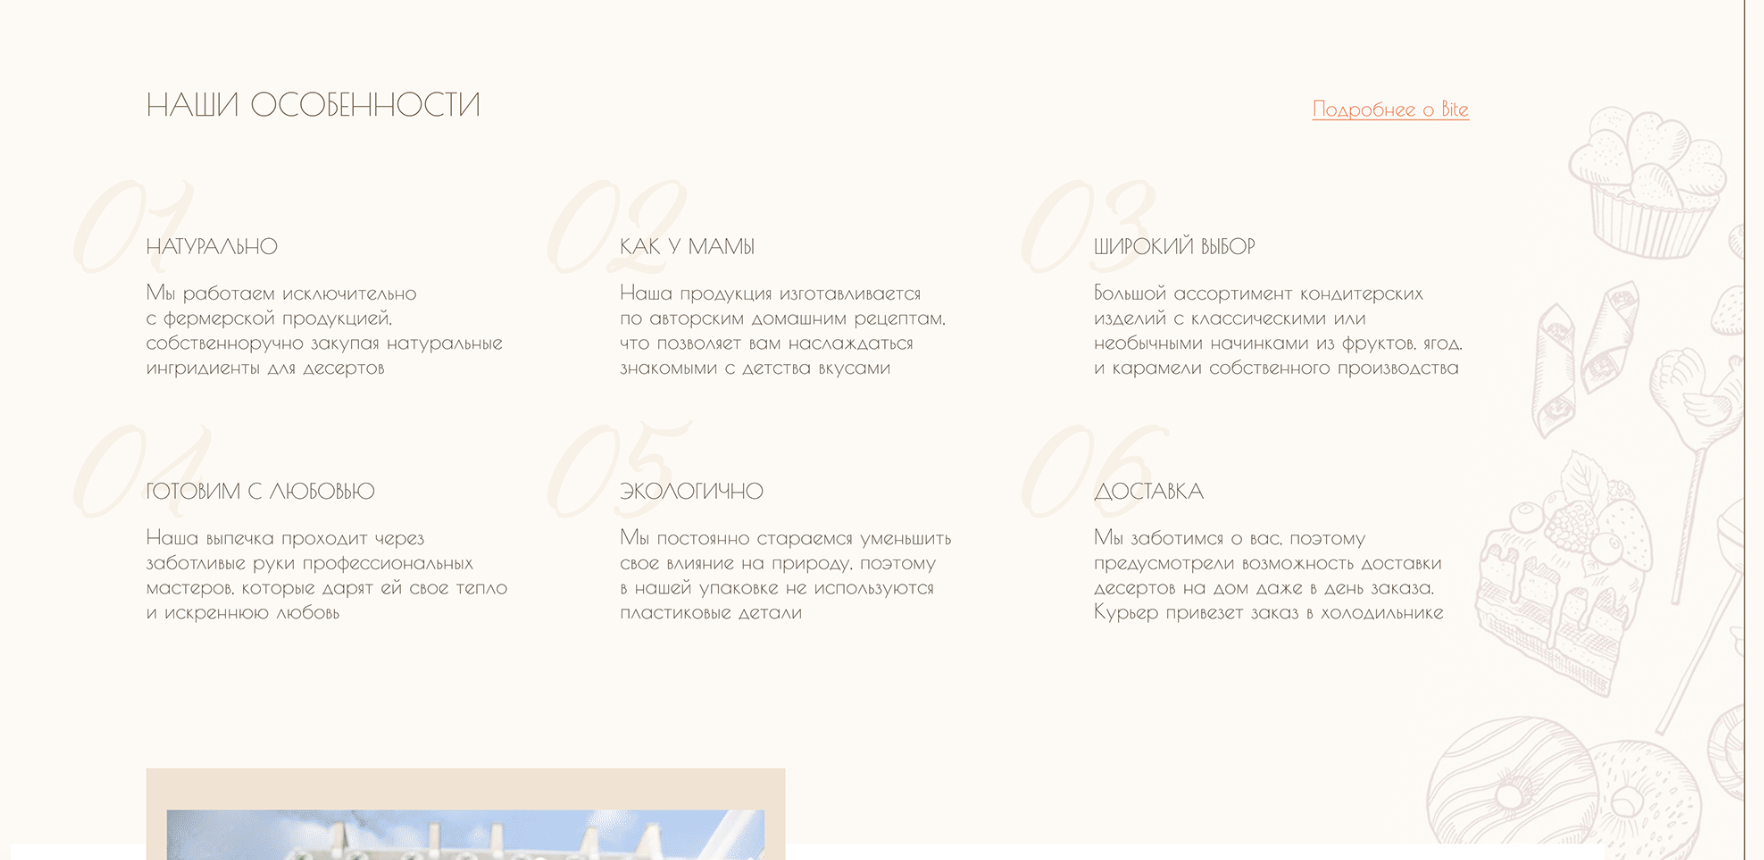 НАШИ ОСОБЕННОСТИ
Подробнее о Bite
01
НАТУРАЛЬНО
Мы работаем исключительно
с фермерской продукцией,
собственноручно закупая натуральные
ингридиенты для десертов
02
КАК У МАМЫ
Наша продукция изготавливается
по авторским домашним рецептам,
что позволяет вам наслаждаться
знакомыми с детства вкусами
03
ШИРОКИЙ ВЫБОР
Большой ассортимент кондитерских
изделий с классическими или
необычными начинками из фруктов, ягод,
и карамели собственного производства
04
ГОТОВИМ С ЛЮБОВЬЮ
Наша выпечка проходит через
заботливые руки профессиональных
мастеров, которые дарят ей свое тепло
и искреннюю любовь
05
ЭКОЛОГИЧНО
Мы постоянно стараемся уменьшить
свое влияние на природу, поэтому
в нашей упаковке не используются
пластиковые детали
06
ДОСТАВКА
Мы заботимся о вас, поэтому
предусмотрели возможность доставки
десертов на дом даже в день заказа.
Курьер привезет заказ в холодильнике